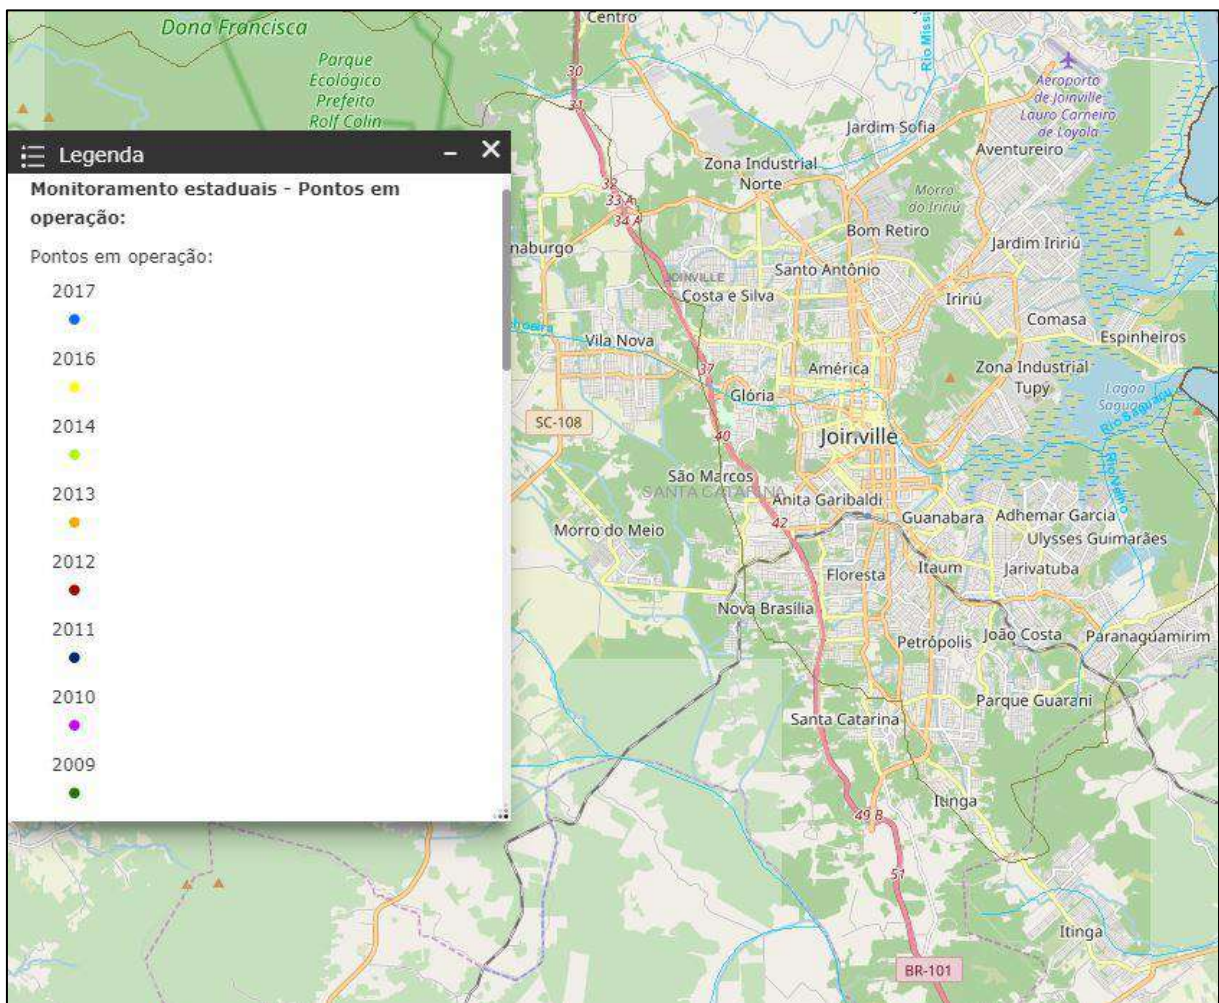 Dona Francisca
Parque
Ecológico
Prefeito
Rolf Colin
Legenda
Monitoramento estaduais - Pontos em
operação:
Pontos em operação:
2017
2016
2014
2013
2012
2011
2010
2009
Centro
30
31
32
33 A
34 A
Aeroporto
de Joinville
Lauro Carneiro
de Loyola
Jardim Sofia
Aventureiro
Zona Industrial
Norte
Morro
do Iririú
Bom Retiro
Jardim Iririú
naburgo
JOINVILLE
Santo Antônio
Costa e Silva
Iririú
Comasa
Espinheiros
Vila Nova
37
América
Zona Industrial
Tupy
Lagoa
Glória
SC-108
40
Joinville
Rio Saguaçu
São Marcos
SANTA CATARINA
Anita Garibaldi
Rio Velho
42
Guanabara
Adhemar Garcia
Morro do Meio
Ulysses Guimarães
Floresta
Itaum
Jarivatuba
Nova Brasília
Petrópolis
João Costa
Paranaguamirim
Parque Guarani
Santa Catarina
Itinga
49 B
51
Itinga
BR-101